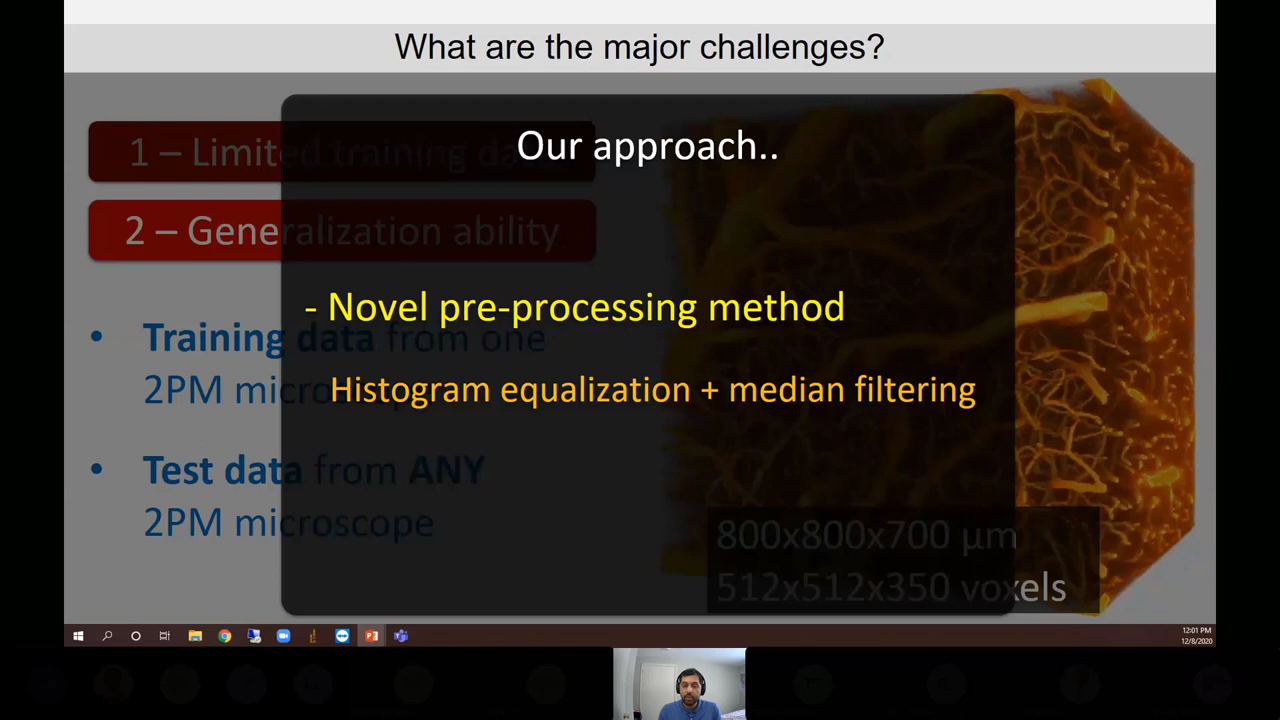 What are the major challenges?
Our approach..
1 – Limited training da
2 – Generalization ability
- Novel pre-processing method
• Training data from one
2PM micros
Histogram equalization + median filtering
• Test data from ANY
2PM microscope
800x800x700 µm
512x512x350 voxels
12:01 PM
12/8/2020